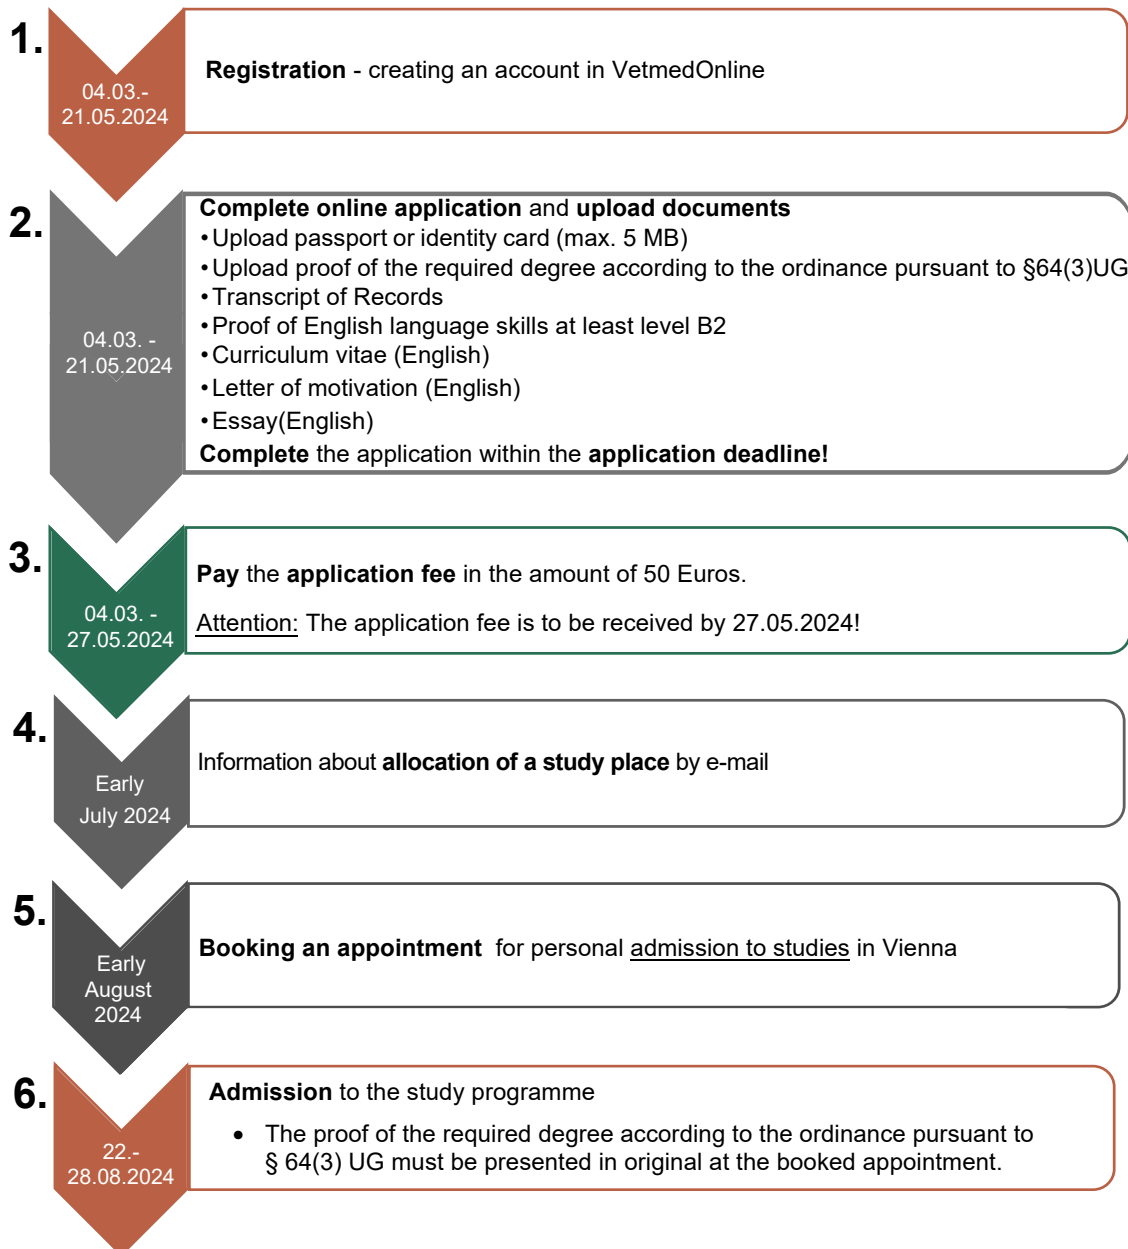 1.
04.03.-
21.05.2024
Registration - creating an account in VetmedOnline
2.
04.03. -
21.05.2024
Complete online application and upload documents
•Upload passport or identity card (max. 5 MB)
•Upload proof of the required degree according to the ordinance pursuant to §64(3)UG
•Transcript of Records
•Proof of English language skills at least level B2
•Curriculum vitae (English)
•Letter of motivation (English)
•Essay(English)
Complete the application within the application deadline!
3.
04.03. -
27.05.2024
Pay the application fee in the amount of 50 Euros.
Attention: The application fee is to be received by 27.05.2024!
4.
Early
July 2024
Information about allocation of a study place by e-mail
5.
Early
August
2024
Booking an appointment for personal admission to studies in Vienna
6.
22.-
28.08.2024
Admission to the study programme
• The proof of the required degree according to the ordinance pursuant to
§ 64(3) UG must be presented in original at the booked appointment.